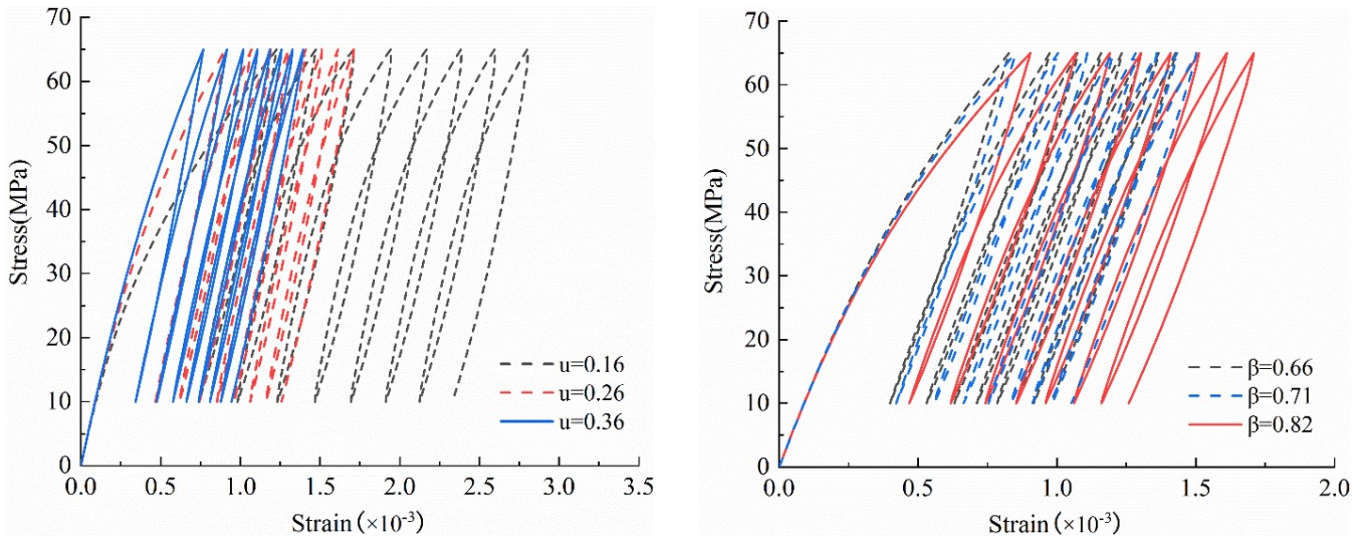 70
60
50
40
30
20
10
0
Stress(MPa)
0.0 0.5 1.0 1.5 2.0 2.5 3.0 3.5
Strain(×10⁻³)
u=0.16
u=0.26
u=0.36
70
60
50
40
30
20
10
0
Stress(MPa)
0.0 0.5 1.0 1.5 2.0
Strain(×10⁻³)
β=0.66
β=0.71
β=0.82